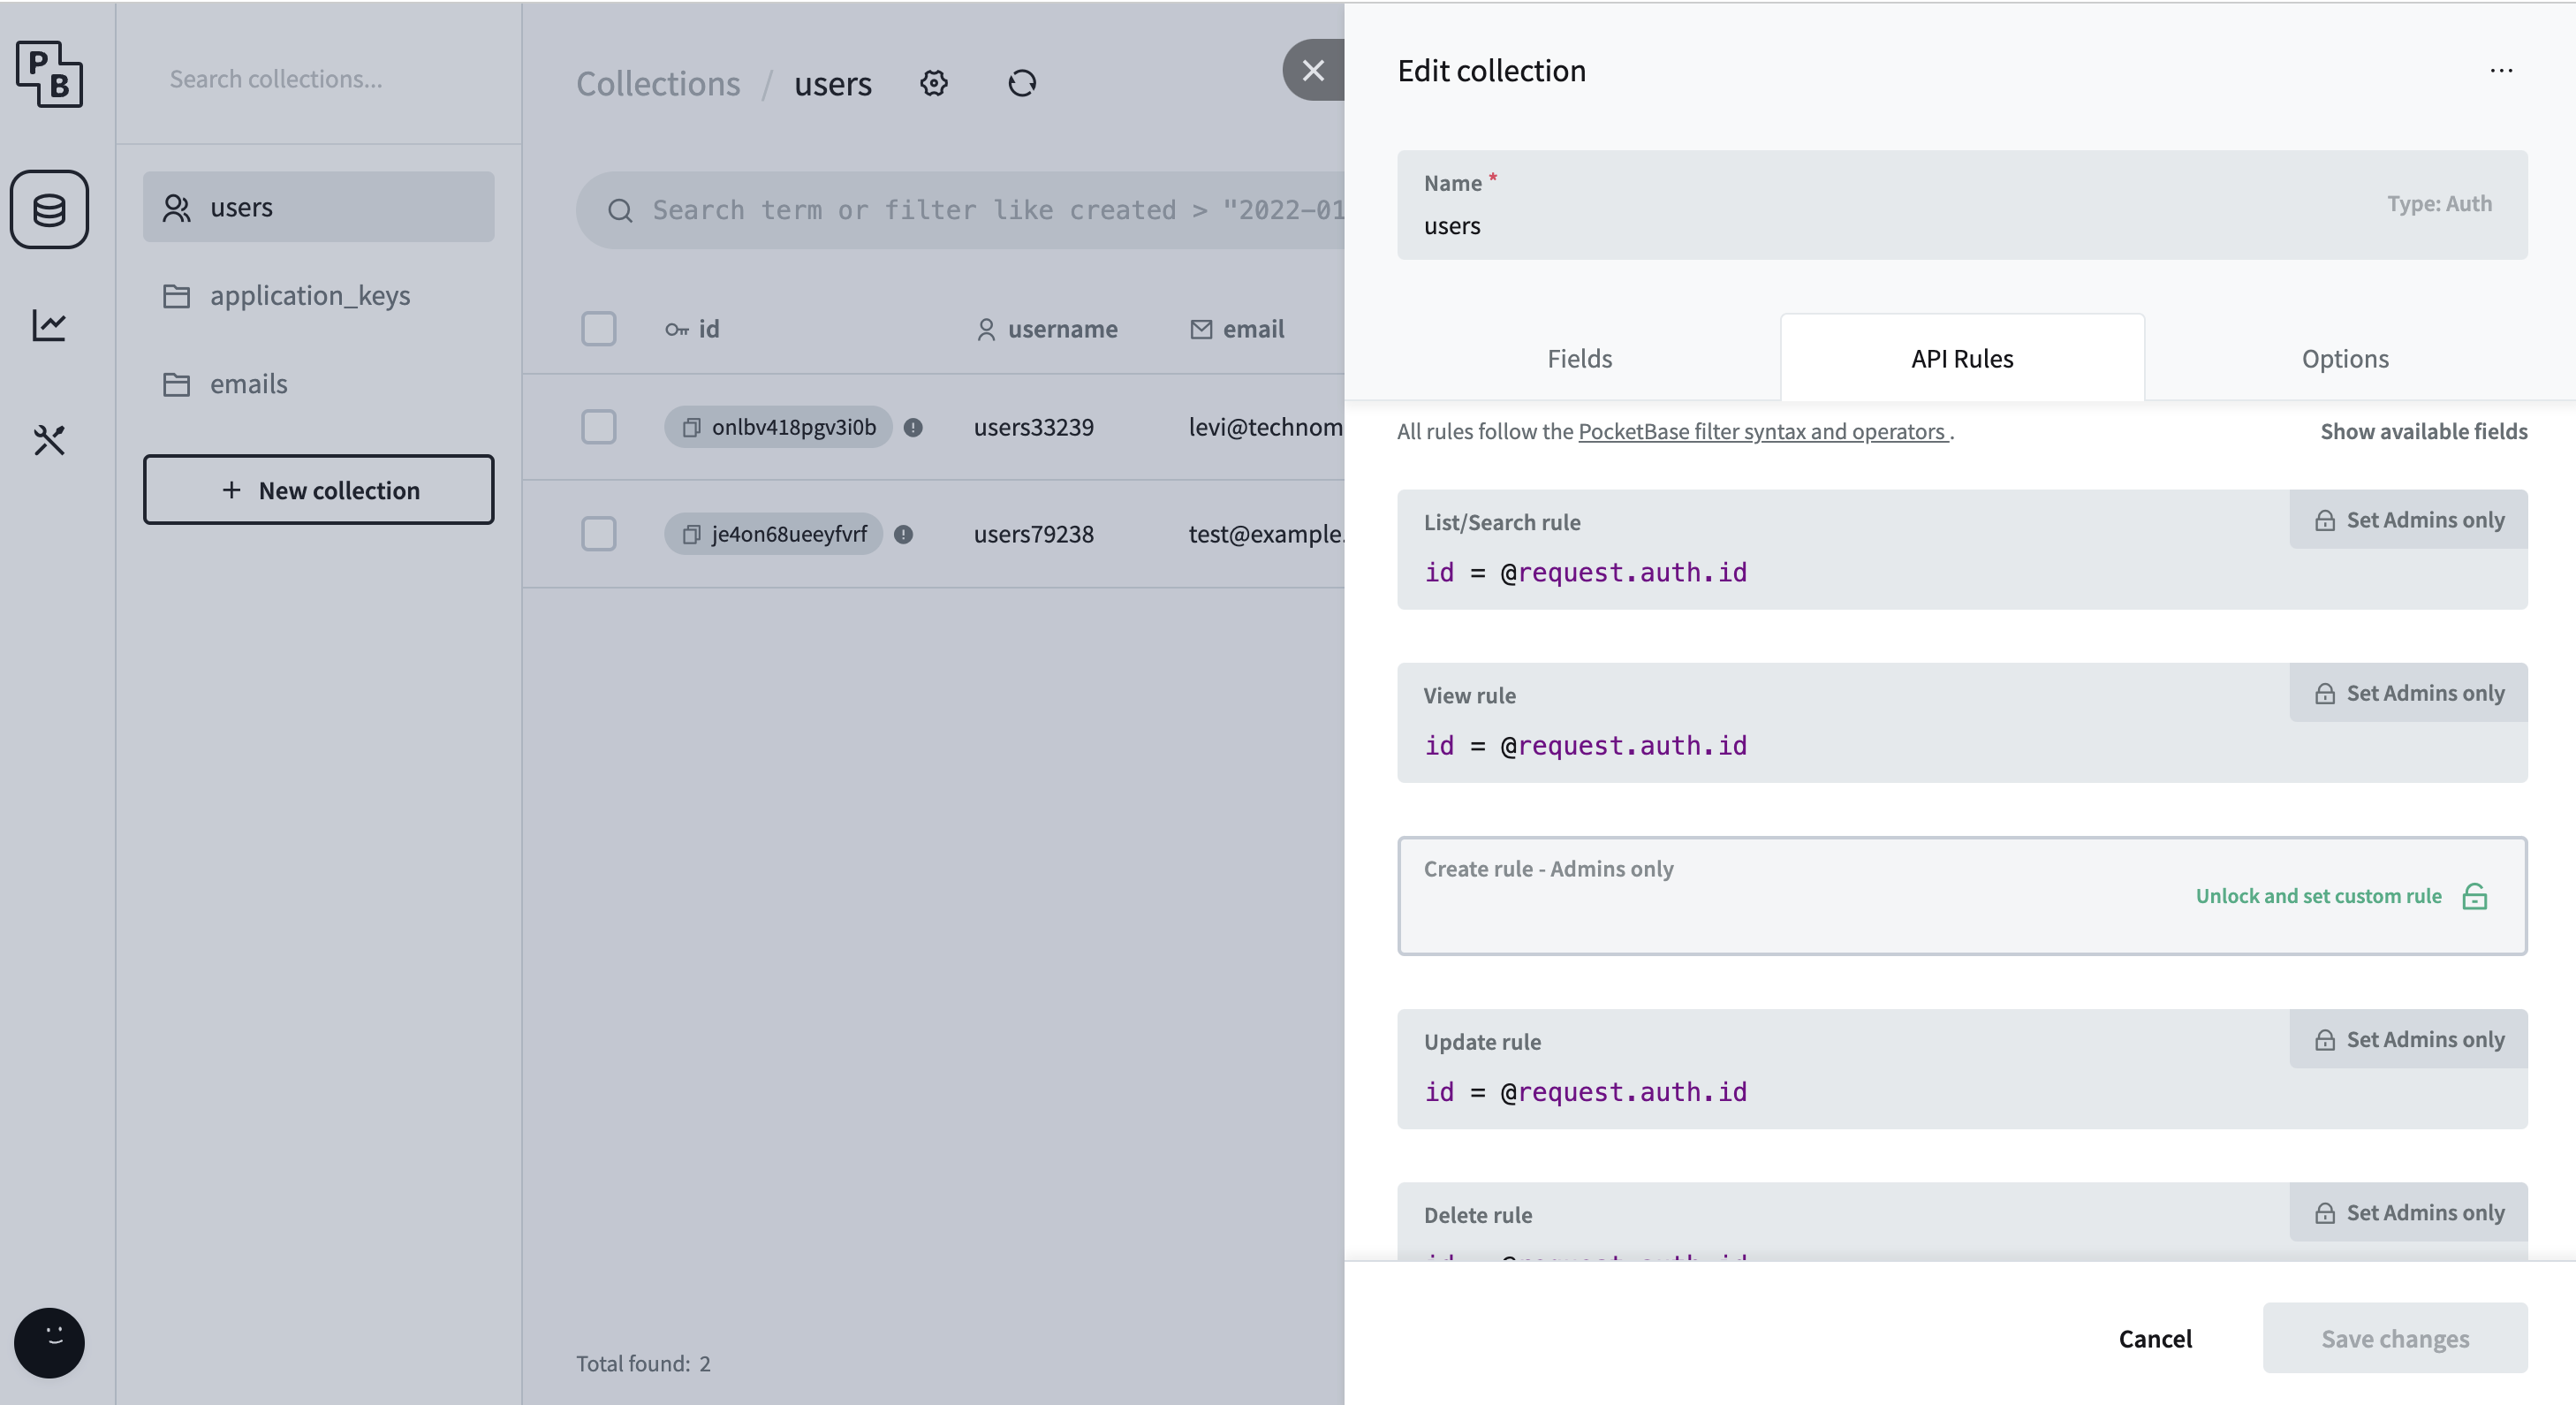 P
B
Search collections...
users
application_keys
emails
+ New collection
Collections / users
Search term or filter like created > "2022-01
id username email
onlbv418pgv3i0b users33239 levi@technom
je4on68ueeyfvrf users79238 test@example.
Total found: 2
Edit collection
Name *
users
Type: Auth
Fields API Rules Options
All rules follow the PocketBase filter syntax and operators . Show available fields
List/Search rule
Set Admins only
id = @request.auth.id
View rule
Set Admins only
id = @request.auth.id
Create rule - Admins only
Unlock and set custom rule
Update rule
Set Admins only
id = @request.auth.id
Delete rule
Set Admins only
id = @request.auth.id
Cancel Save changes